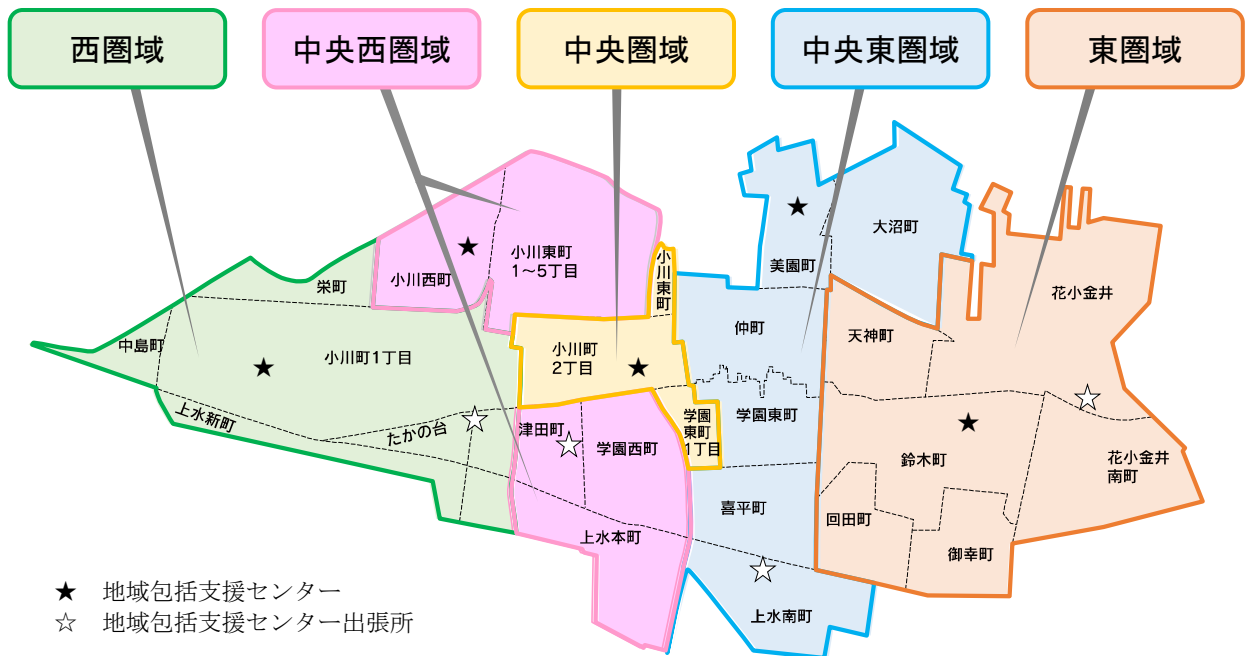 西圏域
中央西圏域
中央圏域
中央東圏域
東圏域
大沼町
小川東町
1～5丁目
小川東町
美園町
小川西町
栄町
花小金井
仲町
天神町
中島町
小川町1丁目
小川町
2丁目
上水新町
たかの台
津田町
学園西町
学園
東町
1丁目
学園東町
鈴木町
花小金井
南町
喜平町
回田町
上水本町
御幸町
上水南町
★ 地域包括支援センター
☆ 地域包括支援センター出張所